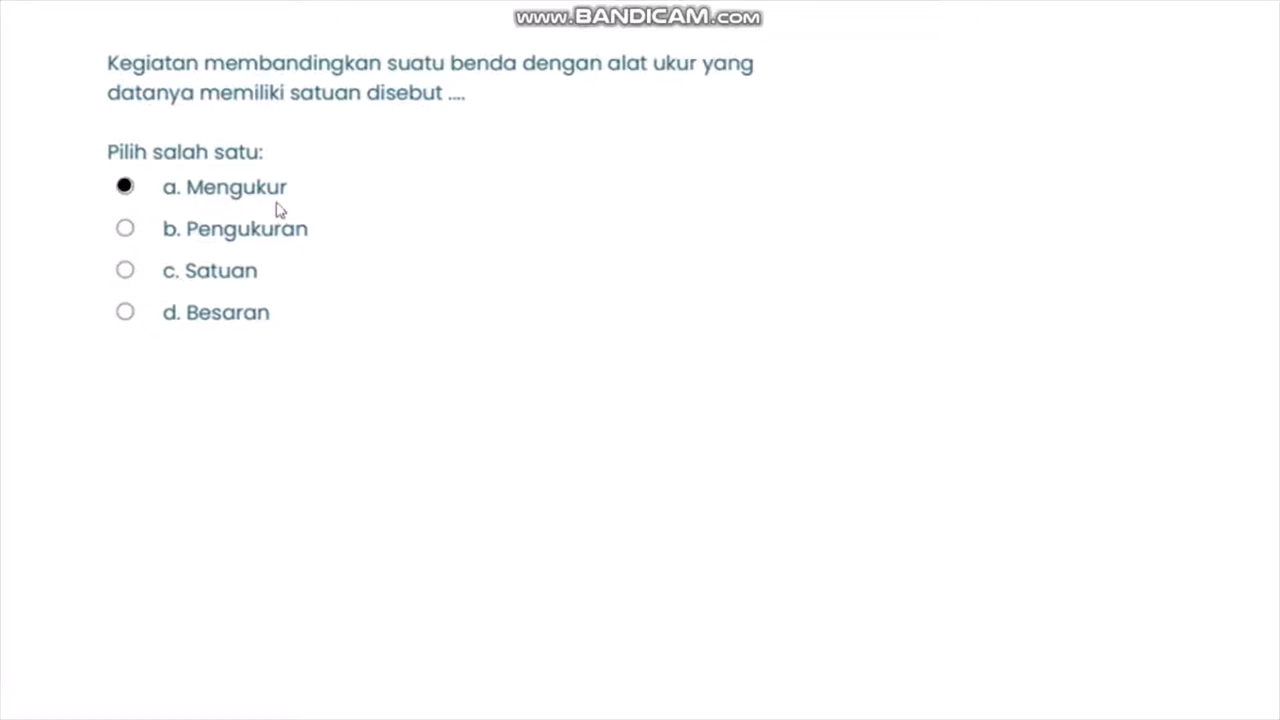 www.BANDICAM.com
Kegiatan membandingkan suatu benda dengan alat ukur yang
datanya memiliki satuan disebut ....
Pilih salah satu:
a. Mengukur
b. Pengukuran
c. Satuan
d. Besaran